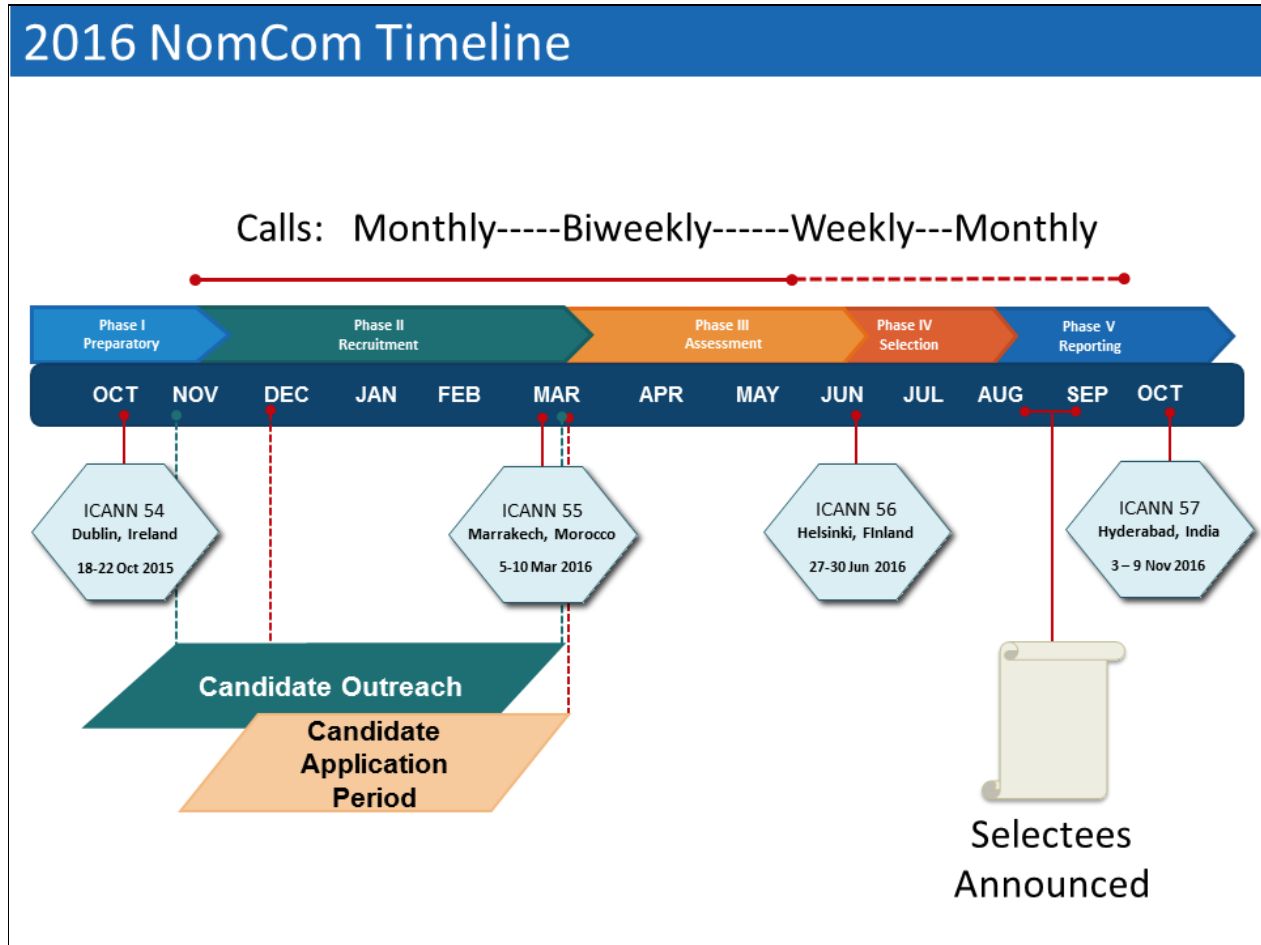 2016 NomCom Timeline
Calls:   Monthly-----Biweekly------Weekly---Monthly
Phase I
Preparatory
Phase II
Recruitment
Phase III
Assessment
Phase IV
Selection
Phase V
Reporting
OCT NOV DEC JAN FEB MAR APR MAY JUN JUL AUG SEP OCT
ICANN 54
Dublin, Ireland
18-22 Oct 2015
ICANN 55
Marrakech, Morocco
5-10 Mar 2016
ICANN 56
Helsinki, FInland
27-30 Jun 2016
ICANN 57
Hyderabad, India
3 – 9 Nov 2016
Candidate Outreach
Candidate
Application
Period
Selectees
Announced